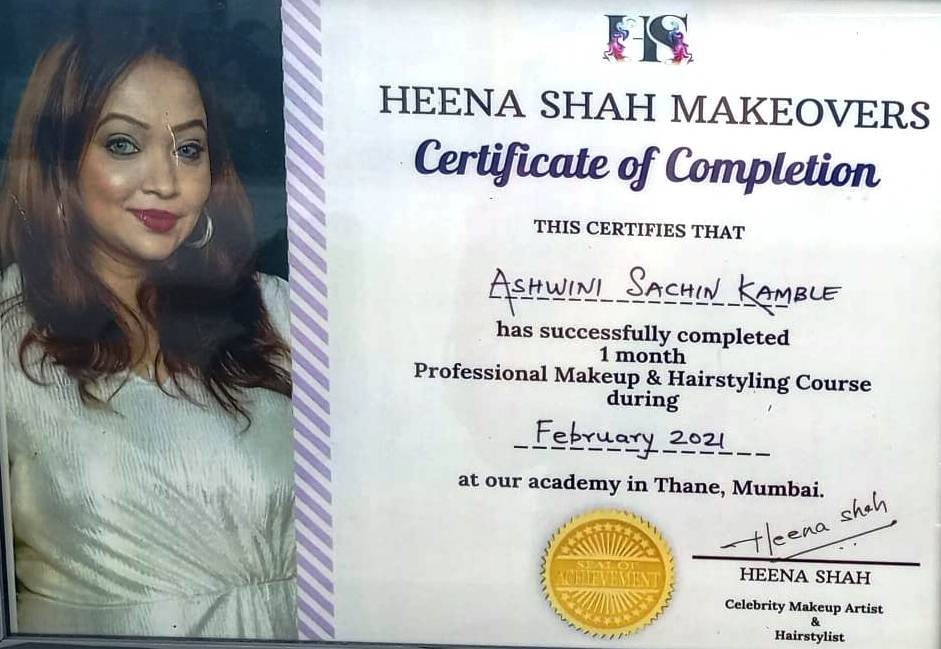 HS
HEENA SHAH MAKEOVERS
Certificate of Completion
THIS CERTIFIES THAT
ASHWINI SACHIN KAMBLE
has successfully completed
1 month
Professional Makeup & Hairstyling Course
during
February 2021
at our academy in Thane, Mumbai.
SEAL OF
ACHIEVEMENT
Heena Shah
HEENA SHAH
Celebrity Makeup Artist
&
Hairstylist